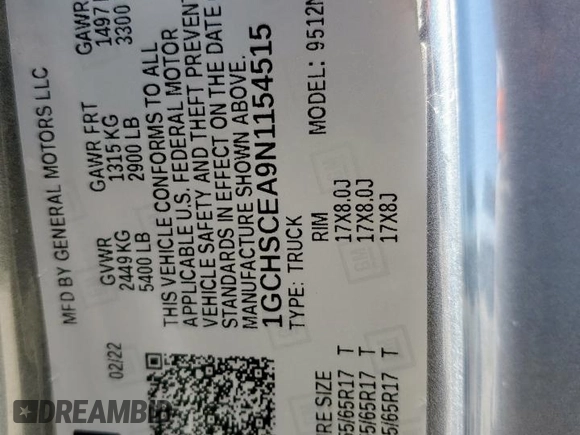 MFD BY GENERAL MOTORS LLC
02/22
GVWR
2449 KG
5400 LB
GAWR FRT
1315 KG
2900 LB
GAWR
1497
3300
THIS VEHICLE CONFORMS TO ALL
APPLICABLE U.S. FEDERAL MOTOR
VEHICLE SAFETY AND THEFT PREVENT
STANDARDS IN EFFECT ON THE DATE
MANUFACTURE SHOWN ABOVE.
1GCHSCEA9N1154515
TYPE: TRUCK
MODEL: 9512N
RE SIZE
RIM
5/65R17 T 17X8.0J
5/65R17 T 17X8.0J
5/65R17 T 17X8J
GM
DREAMBID